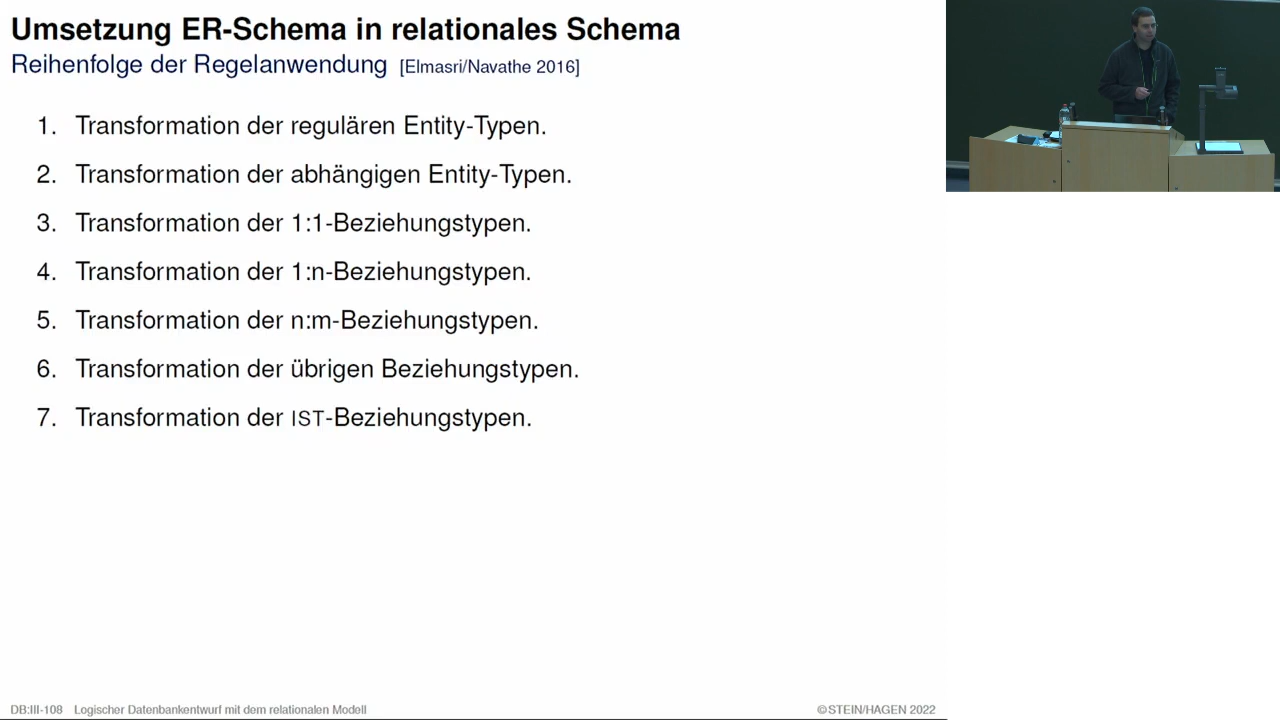 Umsetzung ER-Schema in relationales Schema
Reihenfolge der Regelanwendung [Elmasri/Navathe 2016]
1. Transformation der regulären Entity-Typen.
2. Transformation der abhängigen Entity-Typen.
3. Transformation der 1:1-Beziehungstypen.
4. Transformation der 1:n-Beziehungstypen.
5. Transformation der n:m-Beziehungstypen.
6. Transformation der übrigen Beziehungstypen.
7. Transformation der IST-Beziehungstypen.
DB:III-108 Logischer Datenbankentwurf mit dem relationalen Modell
©STEIN/HAGEN 2022